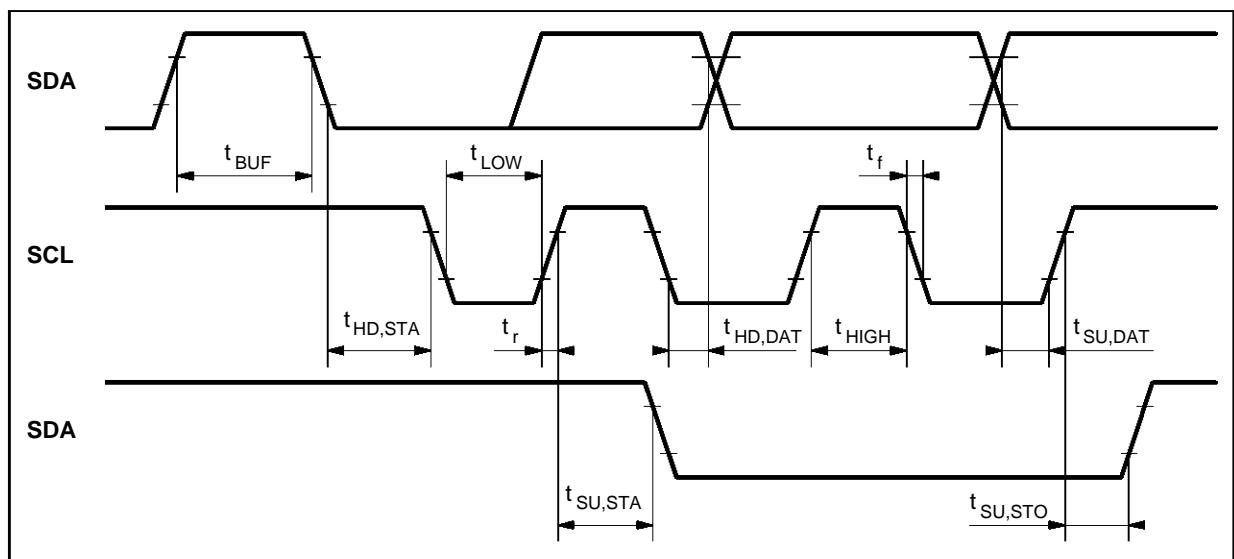 SDA
t BUF
t LOW
t f
SCL
t HD,STA
t r
t HD,DAT
t HIGH
t SU,DAT
SDA
t SU,STA
t SU,STO